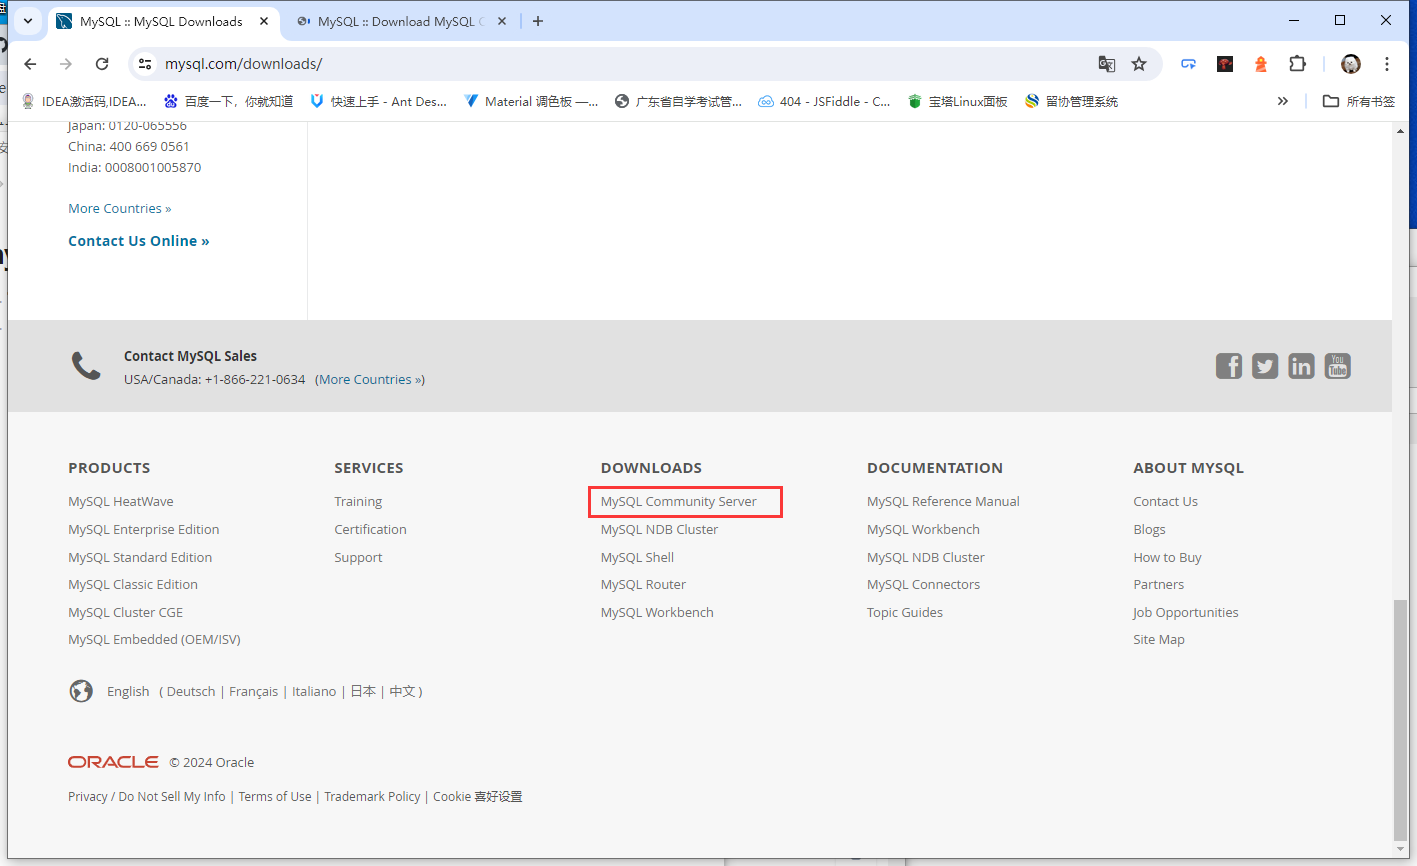 MySQL :: MySQL Downloads
MySQL :: Download MySQL
mysql.com/downloads/
IDEA激活码,IDEA...
百度一下，你就知道
快速上手 - Ant Des...
Material 调色板 —...
广东省自学考试管...
404 - JSFiddle - C...
宝塔Linux面板
留协管理系统
所有书签
Japan: 0120-065556
China: 400 669 0561
India: 0008001005870
More Countries »
Contact Us Online »
Contact MySQL Sales
USA/Canada: +1-866-221-0634 (More Countries »)
You
Tube
PRODUCTS
MySQL HeatWave
MySQL Enterprise Edition
MySQL Standard Edition
MySQL Classic Edition
MySQL Cluster CGE
MySQL Embedded (OEM/ISV)
SERVICES
Training
Certification
Support
DOWNLOADS
MySQL Community Server
MySQL NDB Cluster
MySQL Shell
MySQL Router
MySQL Workbench
DOCUMENTATION
MySQL Reference Manual
MySQL Workbench
MySQL NDB Cluster
MySQL Connectors
Topic Guides
ABOUT MYSQL
Contact Us
Blogs
How to Buy
Partners
Job Opportunities
Site Map
English ( Deutsch | Français | Italiano | 日本 | 中文 )
ORACLE © 2024 Oracle
Privacy / Do Not Sell My Info | Terms of Use | Trademark Policy | Cookie 喜好设置